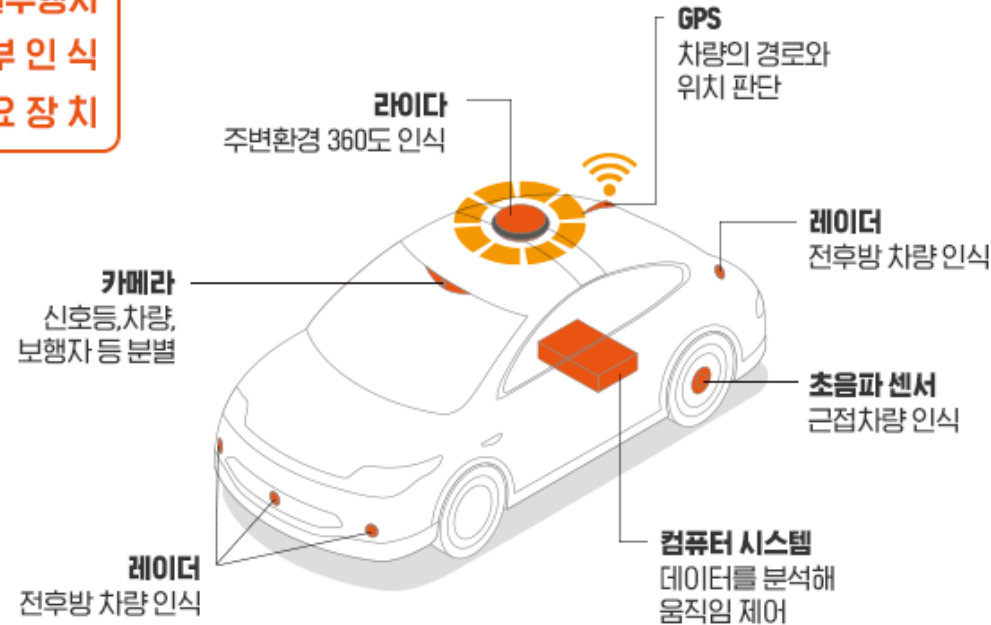 부 인 식
장 치
GPS
차량의 경로와
위치 판단
라이다
주변환경 360도 인식
레이더
전후방 차량 인식
카메라
신호등,차량,
보행자 등 분별
초음파 센서
근접차량 인식
컴퓨터 시스템
데이터를 분석해
움직임 제어
레이더
전후방 차량 인식